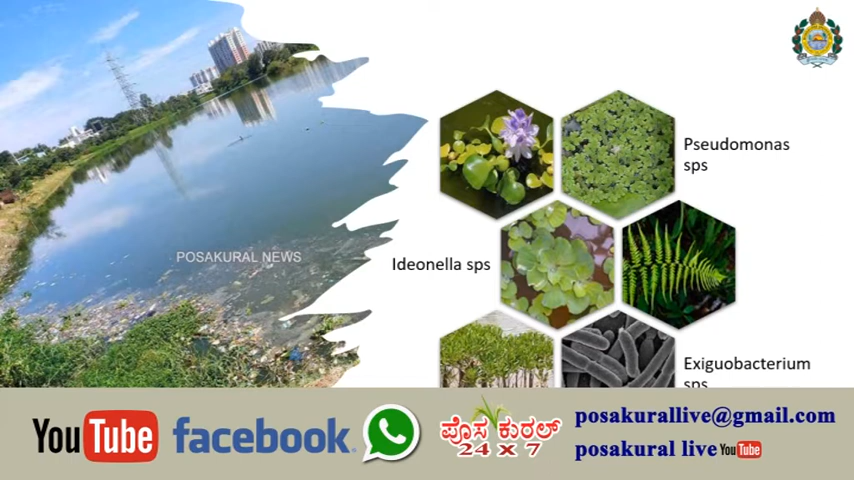 Pseudomonas
sps
POSAKURAL NEWS
Ideonella sps
Exiguobacterium
sps
YouTube
facebook
ಪೊಸ ಕುರಲ್
24 x 7
posakurallive@gmail.com
posakural live YouTube